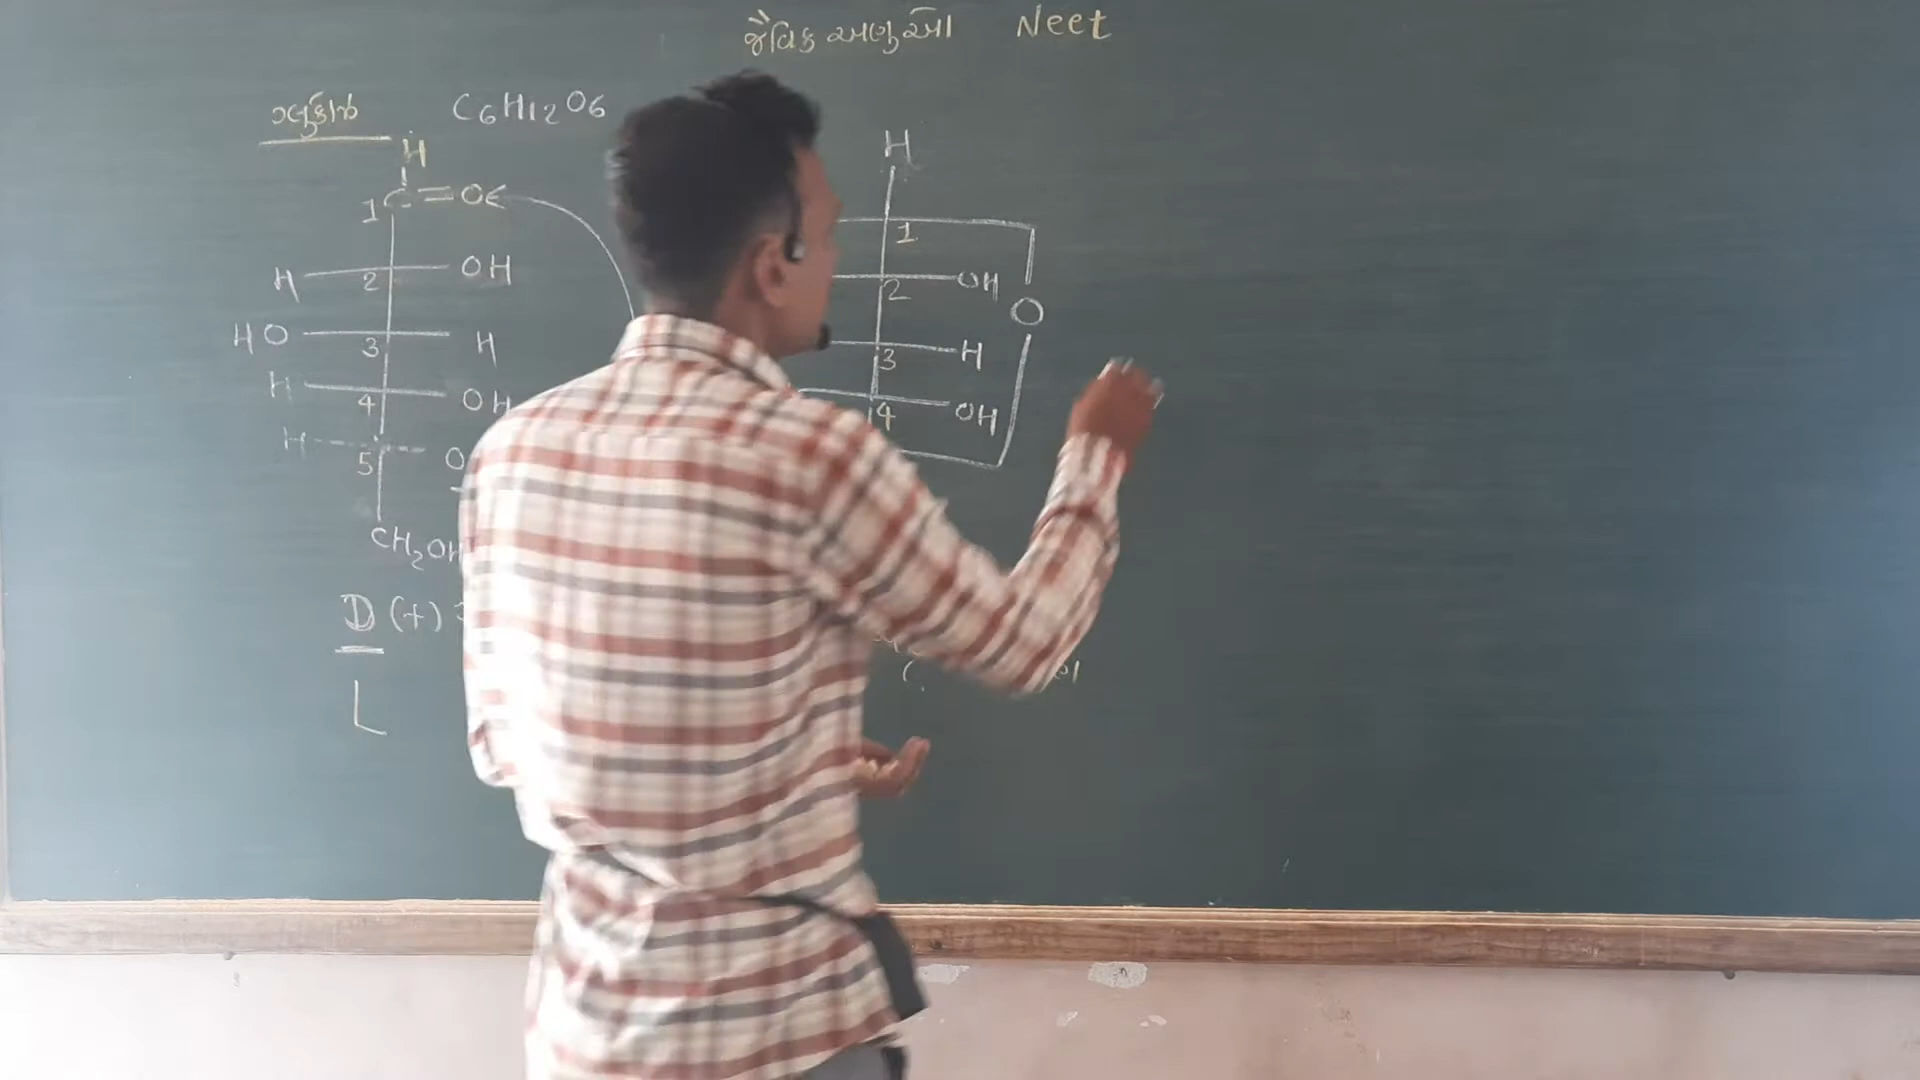 જૈવિક અણુઓ Neet
ગ્લુકોઝ C6H12O6
H
1 C=O
H 2 OH
HO 3 H
H 4 OH
H 5 O
CH2OH
D (+)
L
H
1
2 OH
O
3 H
4 OH